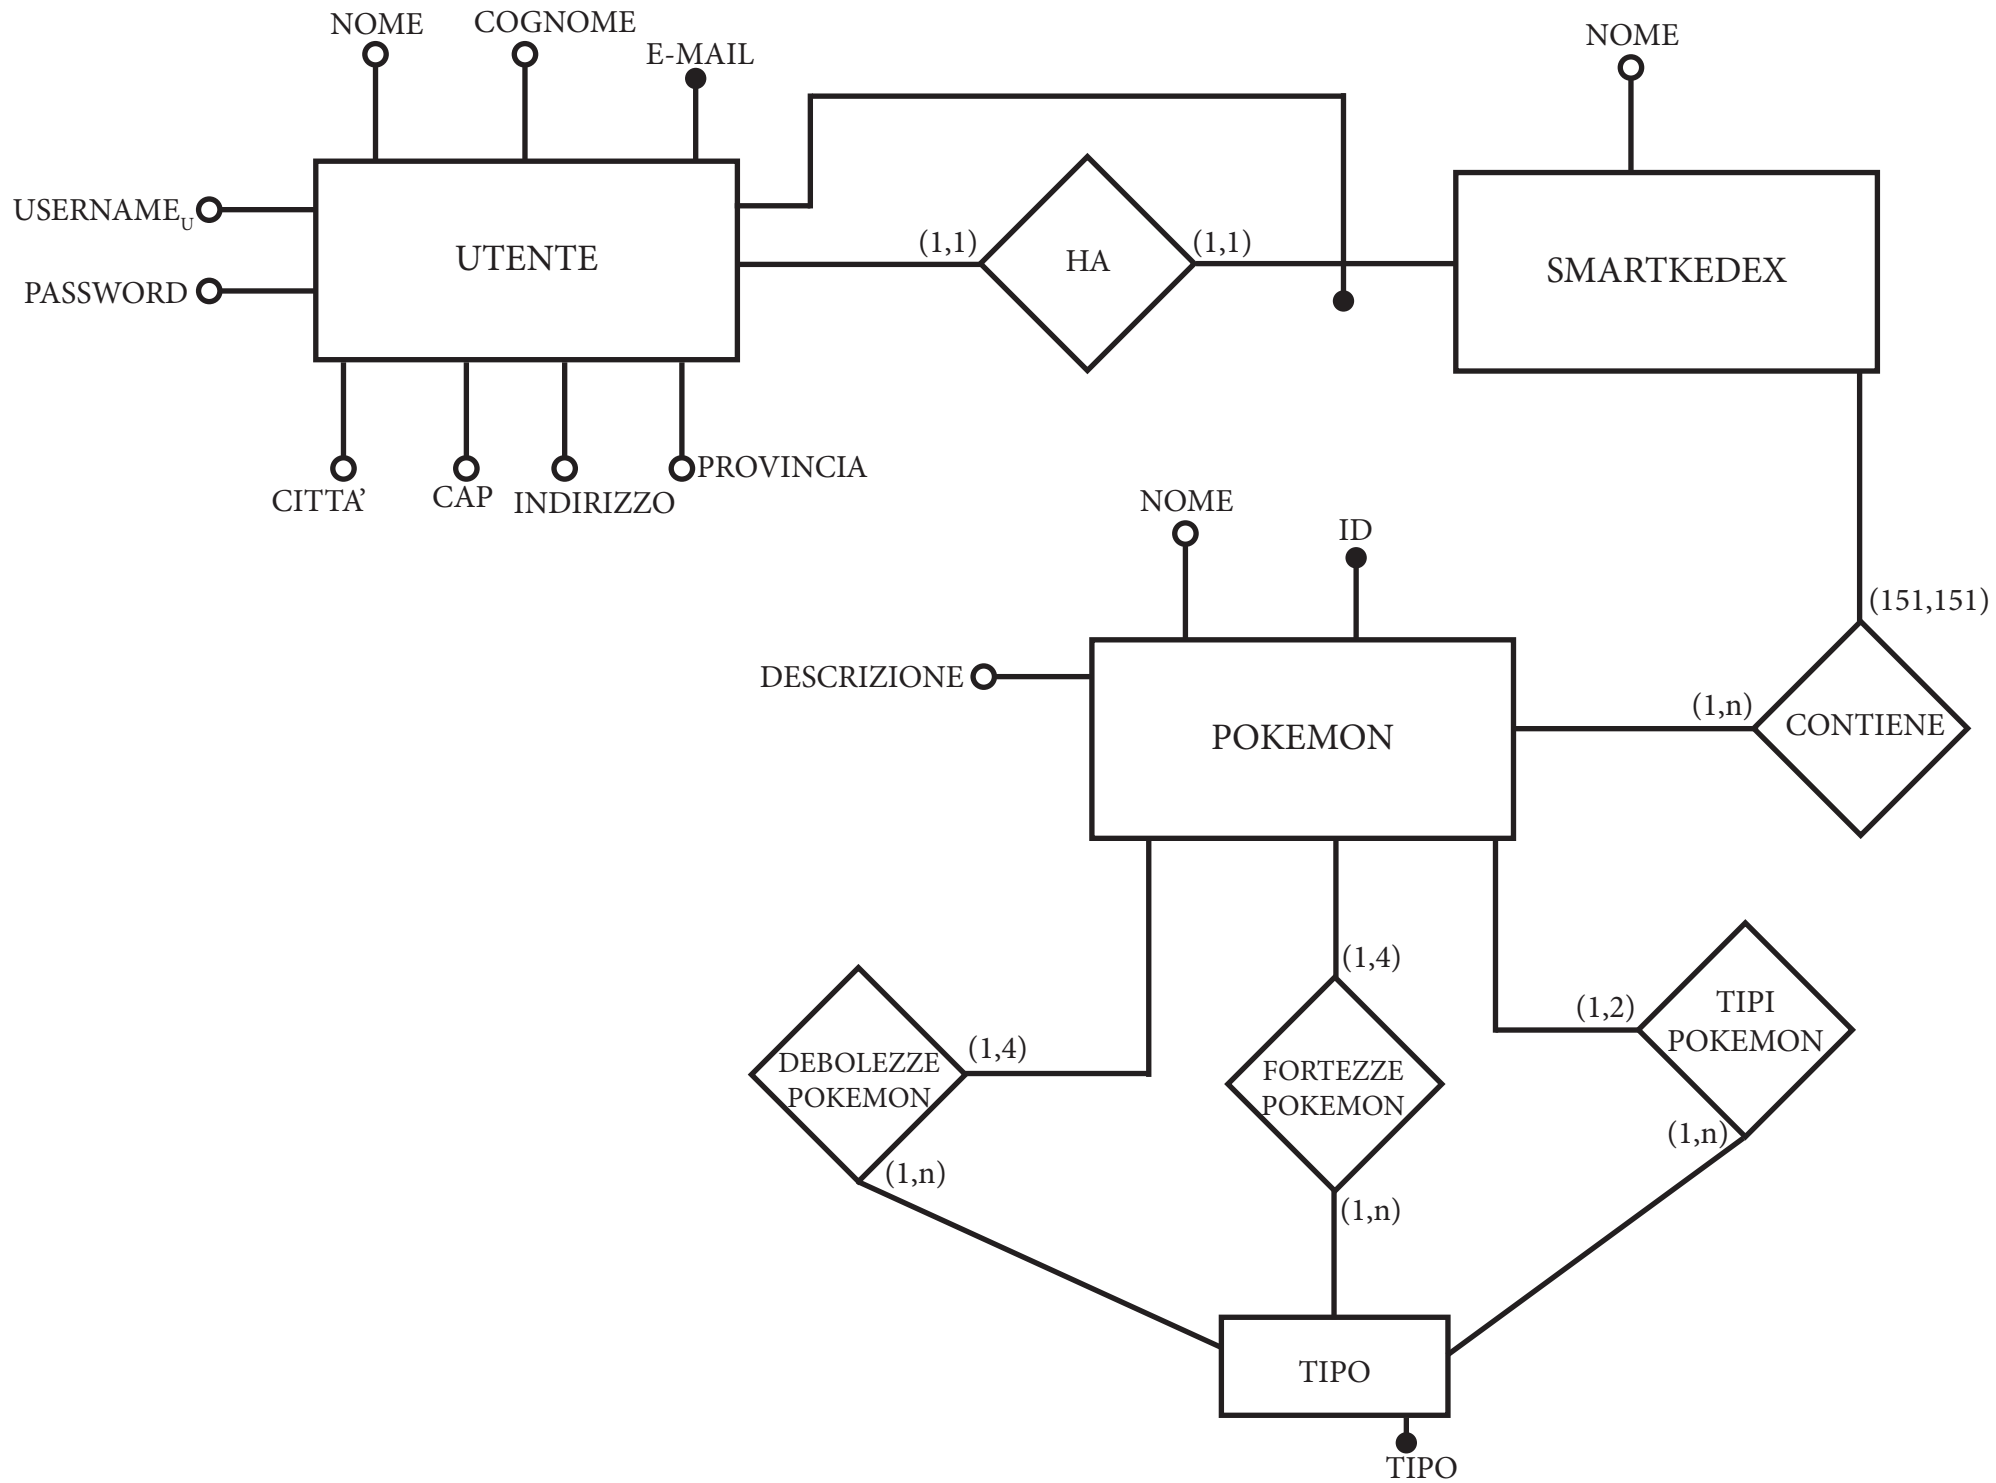 NOME
COGNOME
E-MAIL
NOME
USERNAMEU
PASSWORD
UTENTE
(1,1)
HA
(1,1)
SMARTKEDEX
CITTA’
CAP
INDIRIZZO
PROVINCIA
NOME
ID
(151,151)
DESCRIZIONE
POKEMON
(1,n)
CONTIENE
(1,4)
(1,2)
TIPI
POKEMON
(1,4)
DEBOLEZZE
POKEMON
FORTEZZE
POKEMON
(1,n)
(1,n)
(1,n)
TIPO
TIPO